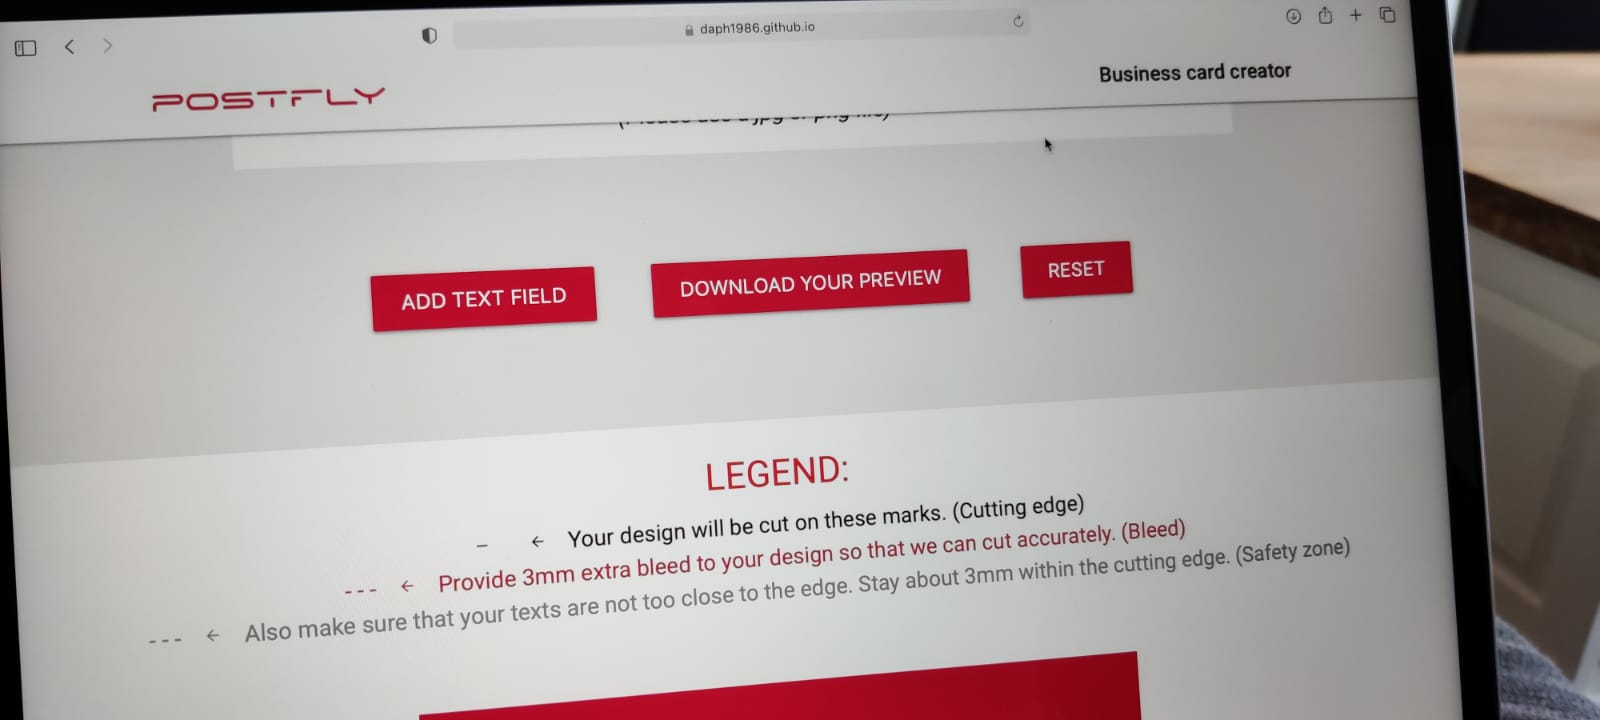 daph1986.github.io
POSTFLY
Business card creator
ADD TEXT FIELD
DOWNLOAD YOUR PREVIEW
RESET
LEGEND:
– ← Your design will be cut on these marks. (Cutting edge)
--- ← Provide 3mm extra bleed to your design so that we can cut accurately. (Bleed)
--- ← Also make sure that your texts are not too close to the edge. Stay about 3mm within the cutting edge. (Safety zone)